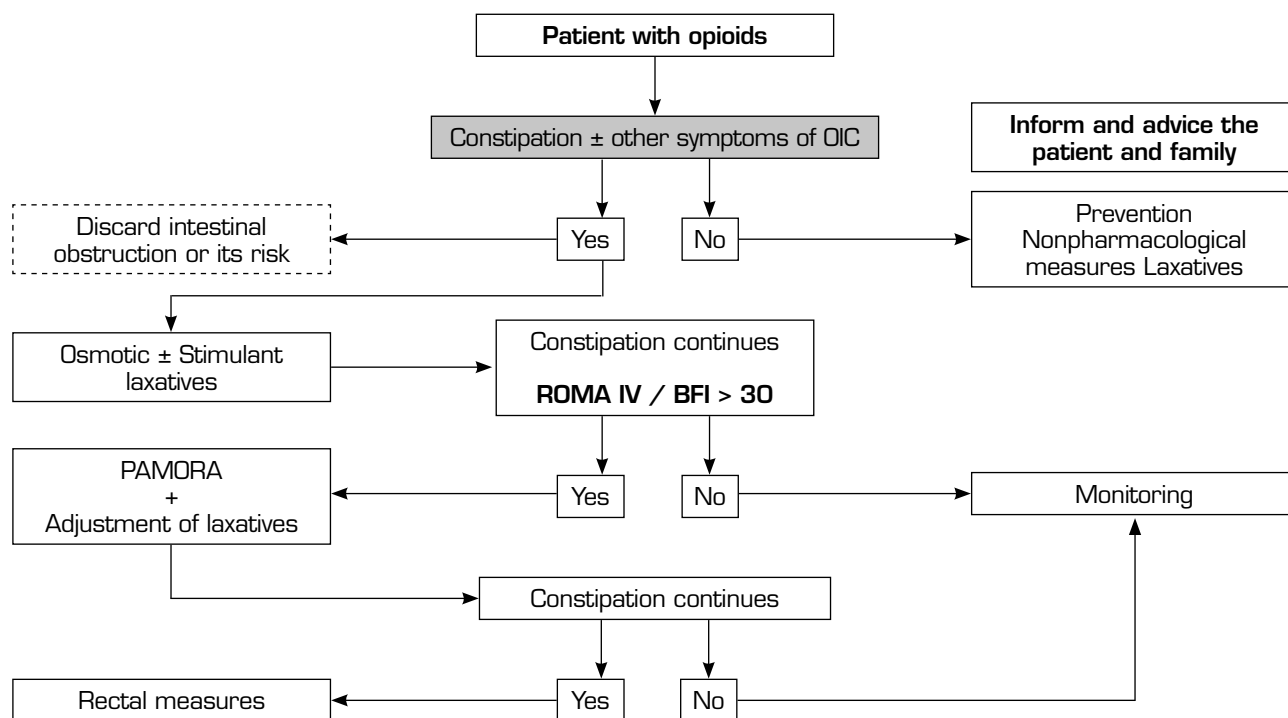 Patient with opioids
Constipation ± other symptoms of OIC
Inform and advice the
patient and family
Discard intestinal
obstruction or its risk
Yes
No
Prevention
Nonpharmacological
measures Laxatives
Osmotic ± Stimulant
laxatives
Constipation continues
ROMA IV / BFI > 30
PAMORA
+
Adjustment of laxatives
Yes
No
Monitoring
Constipation continues
Rectal measures
Yes
No